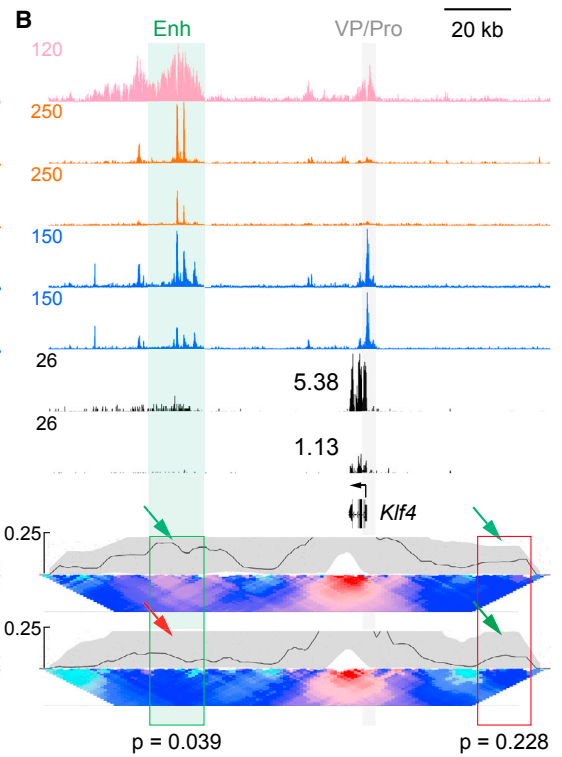 B
Enh
VP/Pro
20 kb
120
250
250
150
150
26
5.38
26
1.13
Klf4
0.25
0.25
p = 0.039
p = 0.228